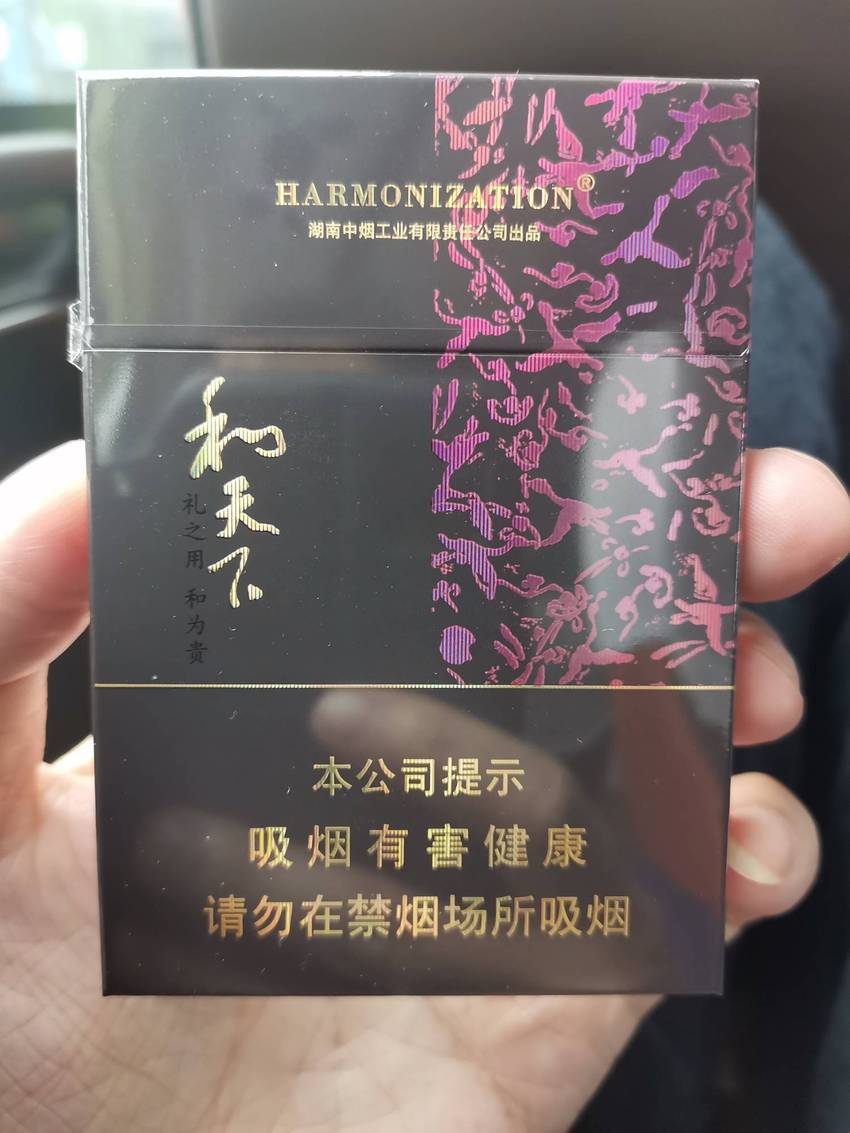 HARMONIZATION®
湖南中烟工业有限责任公司出品
和天下
礼之用 和为贵
本公司提示
吸烟有害健康
请勿在禁烟场所吸烟